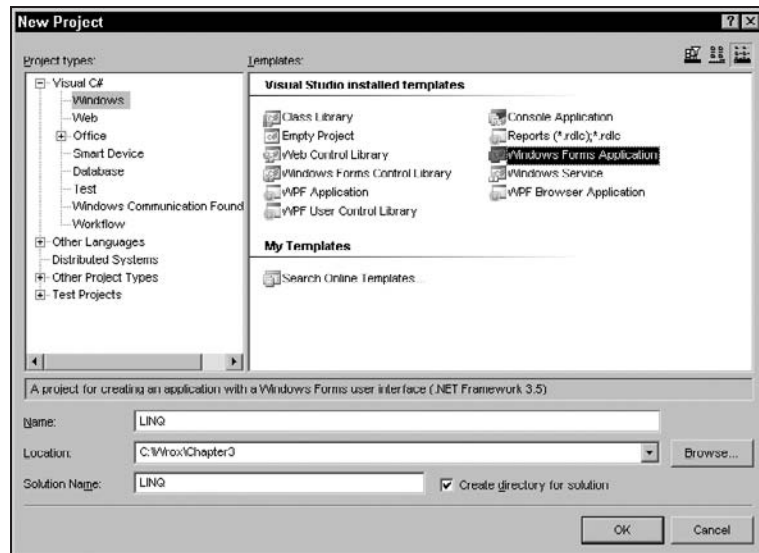 New Project
Project types:
Templates:
Visual C#
Windows
Web
Office
Smart Device
Database
Test
Windows Communication Found
Workflow
Other Languages
Distributed Systems
Other Project Types
Test Projects
Visual Studio installed templates
Class Library
Console Application
Empty Project
Reports (*.rdlc);*.rdlc
Web Control Library
Windows Forms Application
Windows Forms Control Library
Windows Service
WPF Application
WPF Browser Application
WPF User Control Library
My Templates
Search Online Templates...
A project for creating an application with a Windows Forms user interface (.NET Framework 3.5)
Name:
LINQ
Location:
C:\Wrox\Chapter3
Browse...
Solution Name:
LINQ
Create directory for solution
OK
Cancel